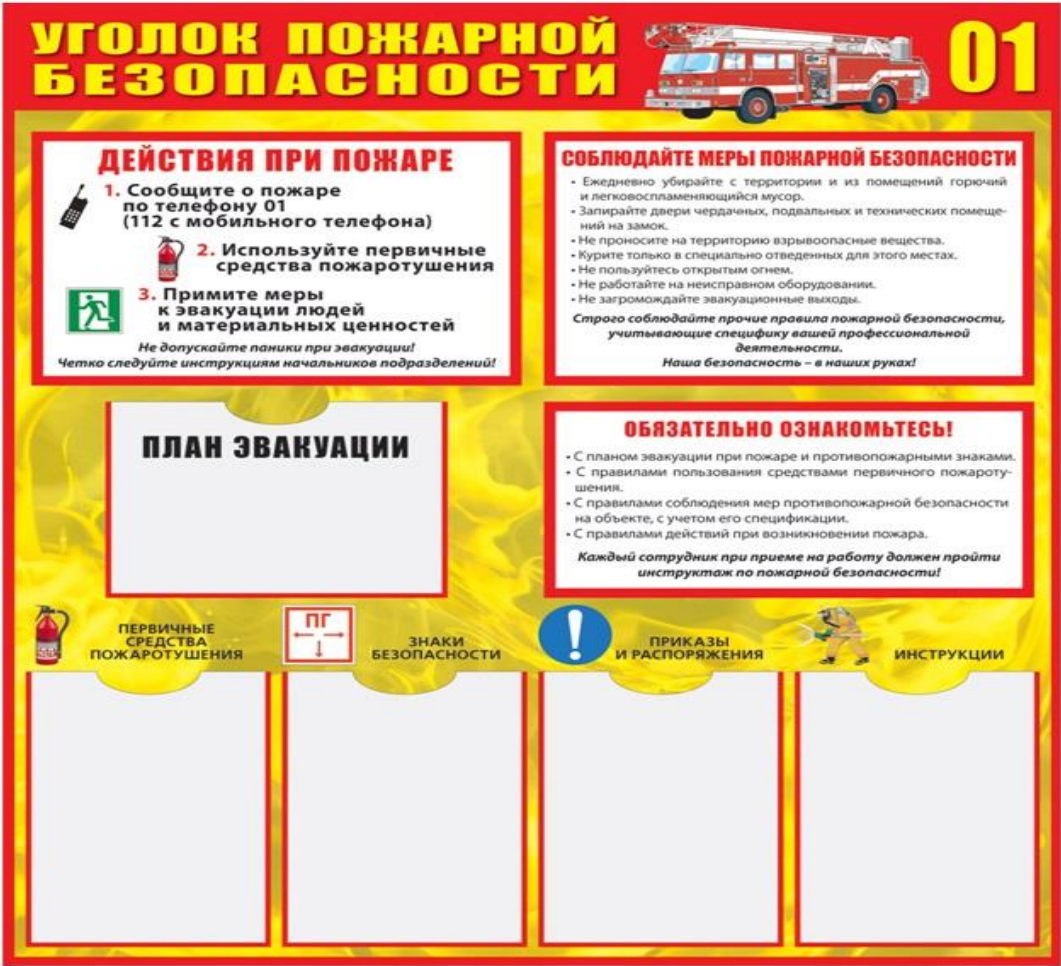 УГОЛОК ПОЖАРНОЙ
БЕЗОПАСНОСТИ
01
ДЕЙСТВИЯ ПРИ ПОЖАРЕ
1. Сообщите о пожаре
по телефону 01
(112 с мобильного телефона)
2. Используйте первичные
средства пожаротушения
3. Примите меры
к эвакуации людей
и материальных ценностей
Не допускайте паники при эвакуации!
Четко следуйте инструкциям начальников подразделений!
СОБЛЮДАЙТЕ МЕРЫ ПОЖАРНОЙ БЕЗОПАСНОСТИ
• Ежедневно убирайте с территории и из помещений горючий
и легковоспламеняющийся мусор.
• Запирайте двери чердачных, подвальных и технических помеще-
ний на замок.
• Не проносите на территорию взрывоопасные вещества.
• Курите только в специально отведенных для этого местах.
• Не пользуйтесь открытым огнем.
• Не работайте на неисправном оборудовании.
• Не загромождайте эвакуационные выходы.
Строго соблюдайте прочие правила пожарной безопасности,
учитывающие специфику вашей профессиональной
деятельности.
Наша безопасность – в наших руках!
ПЛАН ЭВАКУАЦИИ
ОБЯЗАТЕЛЬНО ОЗНАКОМЬТЕСЬ!
• С планом эвакуации при пожаре и противопожарными знаками.
• С правилами пользования средствами первичного пожароту-
шения.
• С правилами соблюдения мер противопожарной безопасности
на объекте, с учетом его спецификации.
• С правилами действий при возникновении пожара.
Каждый сотрудник при приеме на работу должен пройти
инструктаж по пожарной безопасности!
ПЕРВИЧНЫЕ
СРЕДСТВА
ПОЖАРОТУШЕНИЯ
ПГ
ЗНАКИ
БЕЗОПАСНОСТИ
ПРИКАЗЫ
И РАСПОРЯЖЕНИЯ
ИНСТРУКЦИИ